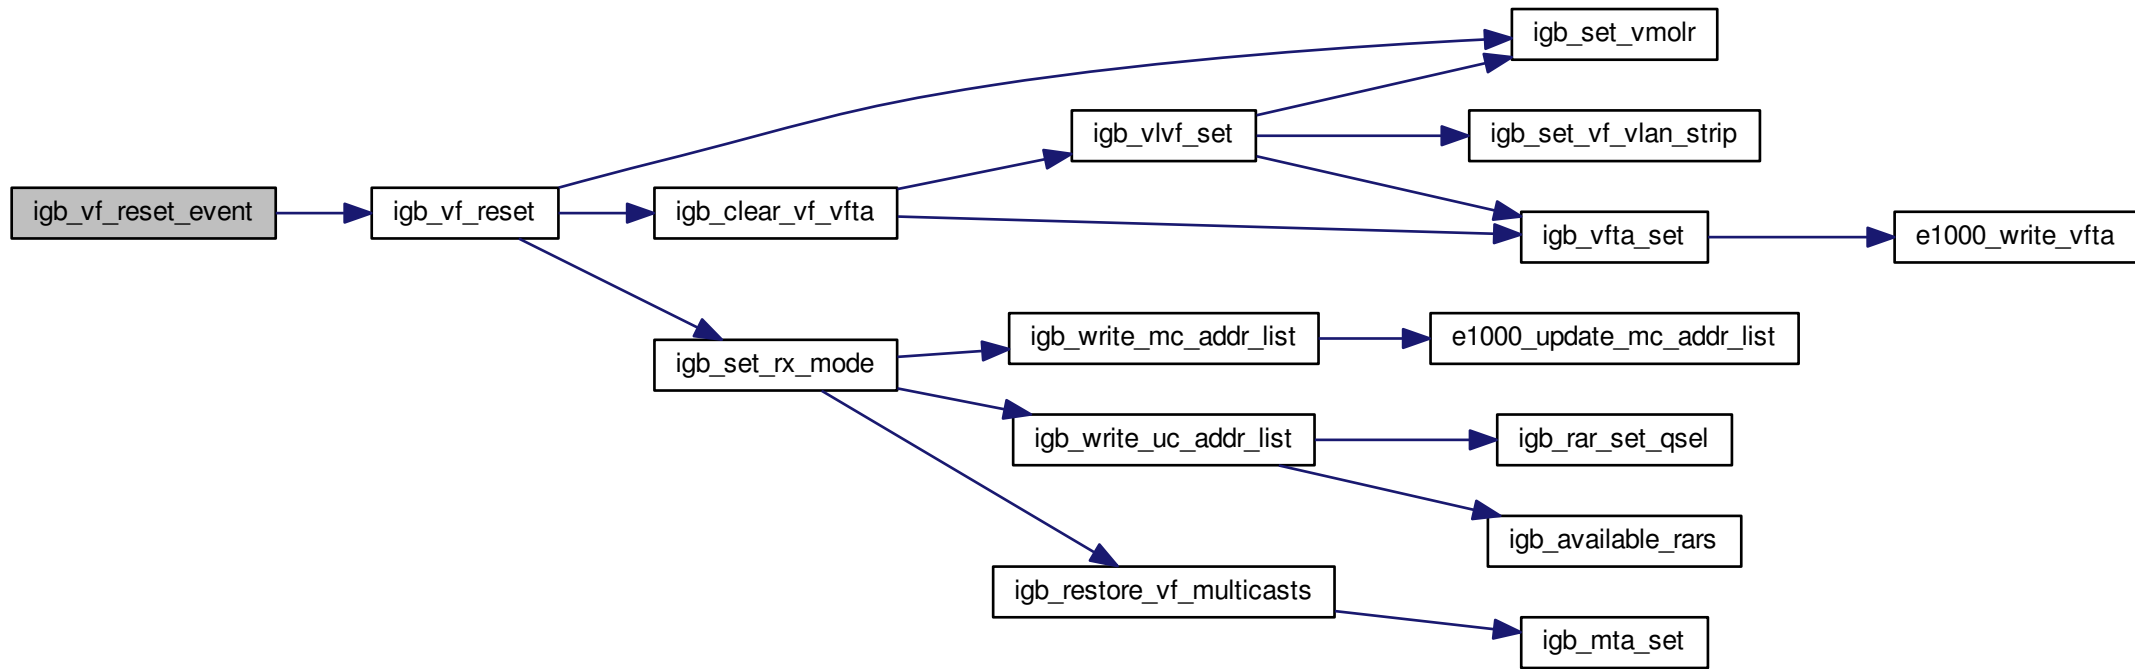 igb_set_vmolr
igb_vlvf_set
igb_set_vf_vlan_strip
igb_vf_reset_event
igb_vf_reset
igb_clear_vf_vfta
igb_vfta_set
e1000_write_vfta
igb_write_mc_addr_list
e1000_update_mc_addr_list
igb_set_rx_mode
igb_write_uc_addr_list
igb_rar_set_qsel
igb_available_rars
igb_restore_vf_multicasts
igb_mta_set